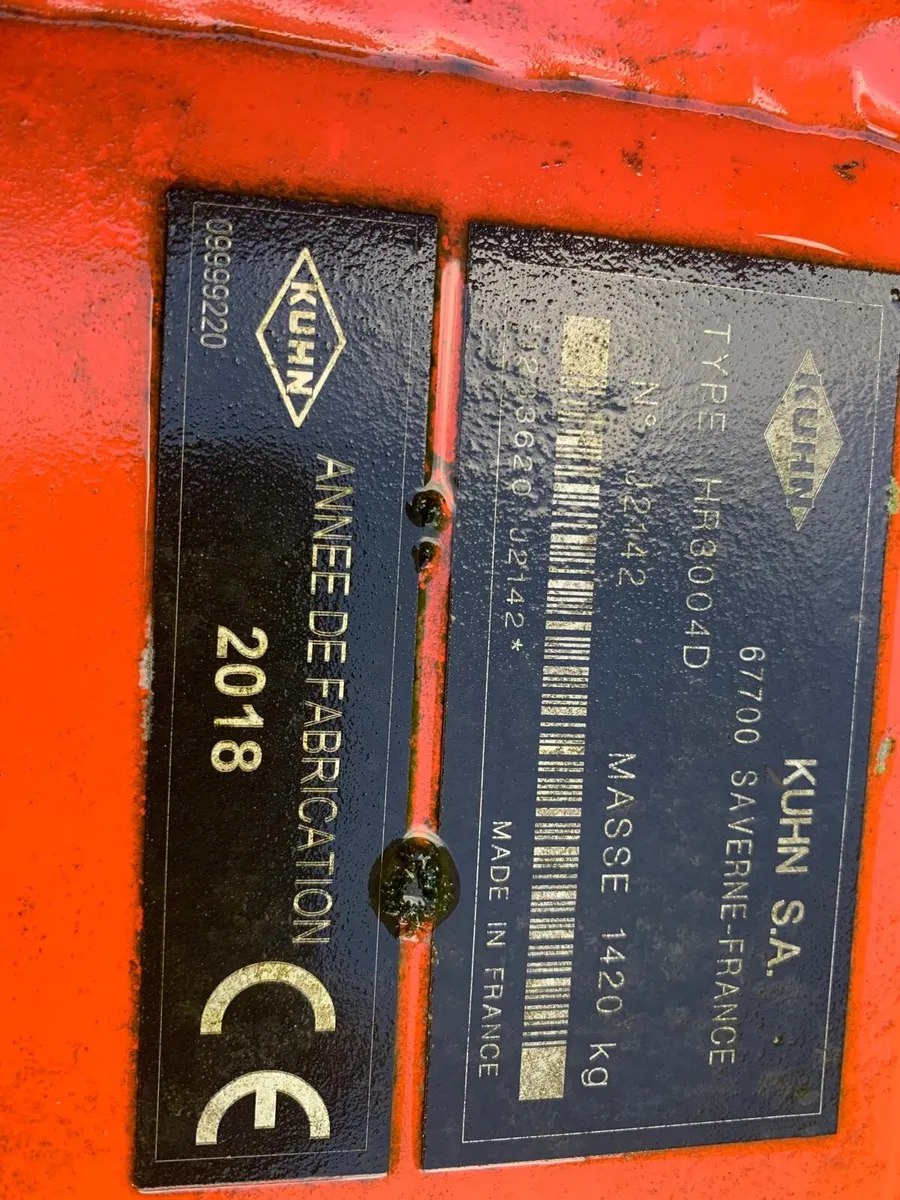 KUHN
KUHN S.A.
67700 SAVERNE-FRANCE
TYPE HR3004D
N° J2142
MASSE 1420 kg
J2142*
MADE IN FRANCE
KUHN
ANNEE DE FABRICATION
2018
CE
09999220